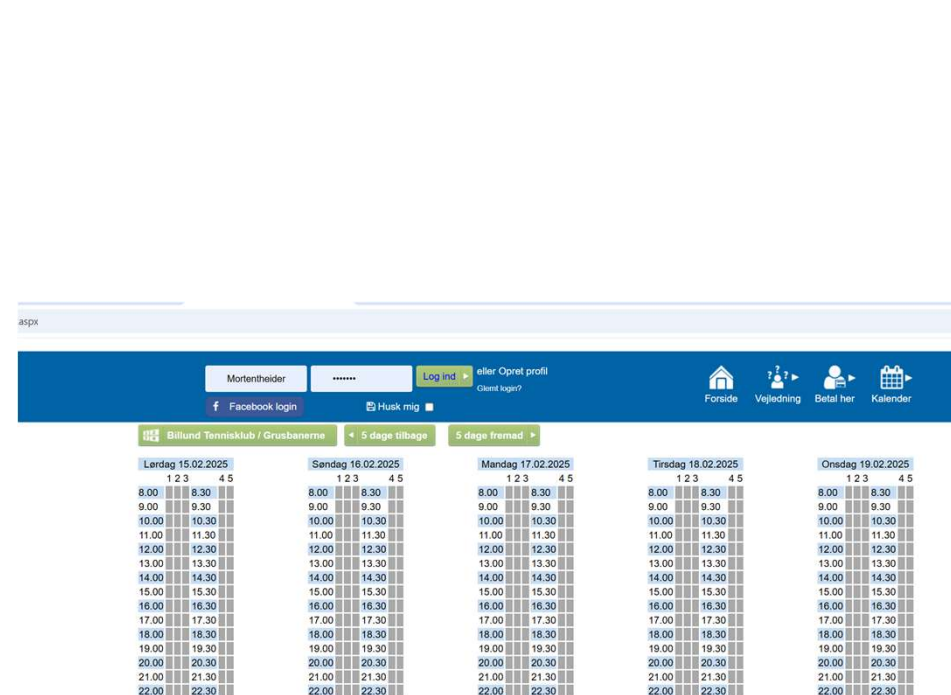 aspx
Mortentheider ••••••• Log ind eller Opret profil
Glemt login?
f Facebook login Husk mig
Forside Vejledning Betal her Kalender
Billund Tennisklub / Grusbanerne 5 dage tilbage 5 dage fremad
Lørdag 15.02.2025 Søndag 16.02.2025 Mandag 17.02.2025 Tirsdag 18.02.2025 Onsdag 19.02.2025
1 2 3 4 5 1 2 3 4 5 1 2 3 4 5 1 2 3 4 5 1 2 3 4 5
8.00 8.30 8.00 8.30 8.00 8.30 8.00 8.30 8.00 8.30
9.00 9.30 9.00 9.30 9.00 9.30 9.00 9.30 9.00 9.30
10.00 10.30 10.00 10.30 10.00 10.30 10.00 10.30 10.00 10.30
11.00 11.30 11.00 11.30 11.00 11.30 11.00 11.30 11.00 11.30
12.00 12.30 12.00 12.30 12.00 12.30 12.00 12.30 12.00 12.30
13.00 13.30 13.00 13.30 13.00 13.30 13.00 13.30 13.00 13.30
14.00 14.30 14.00 14.30 14.00 14.30 14.00 14.30 14.00 14.30
15.00 15.30 15.00 15.30 15.00 15.30 15.00 15.30 15.00 15.30
16.00 16.30 16.00 16.30 16.00 16.30 16.00 16.30 16.00 16.30
17.00 17.30 17.00 17.30 17.00 17.30 17.00 17.30 17.00 17.30
18.00 18.30 18.00 18.30 18.00 18.30 18.00 18.30 18.00 18.30
19.00 19.30 19.00 19.30 19.00 19.30 19.00 19.30 19.00 19.30
20.00 20.30 20.00 20.30 20.00 20.30 20.00 20.30 20.00 20.30
21.00 21.30 21.00 21.30 21.00 21.30 21.00 21.30 21.00 21.30
22.00 22.30 22.00 22.30 22.00 22.30 22.00 22.30 22.00 22.30